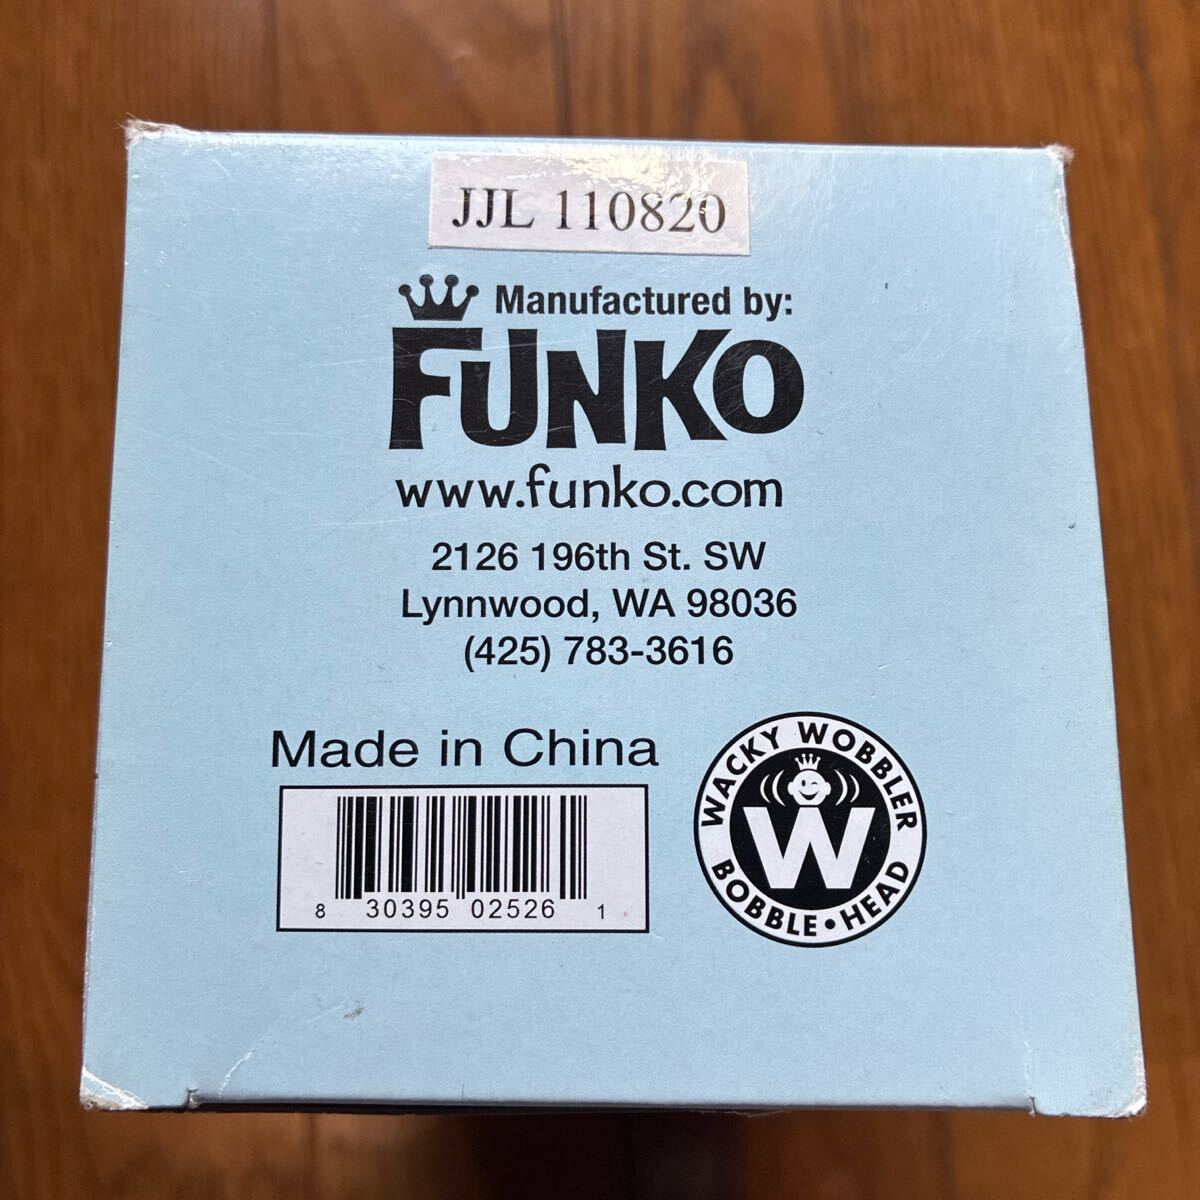 JJL 110820
Manufactured by:
FUNKO
www.funko.com
2126 196th St. SW
Lynnwood, WA 98036
(425) 783-3616
Made in China
8 30395 02526 1
WACKY WOBBLER
W
BOBBLE • HEAD